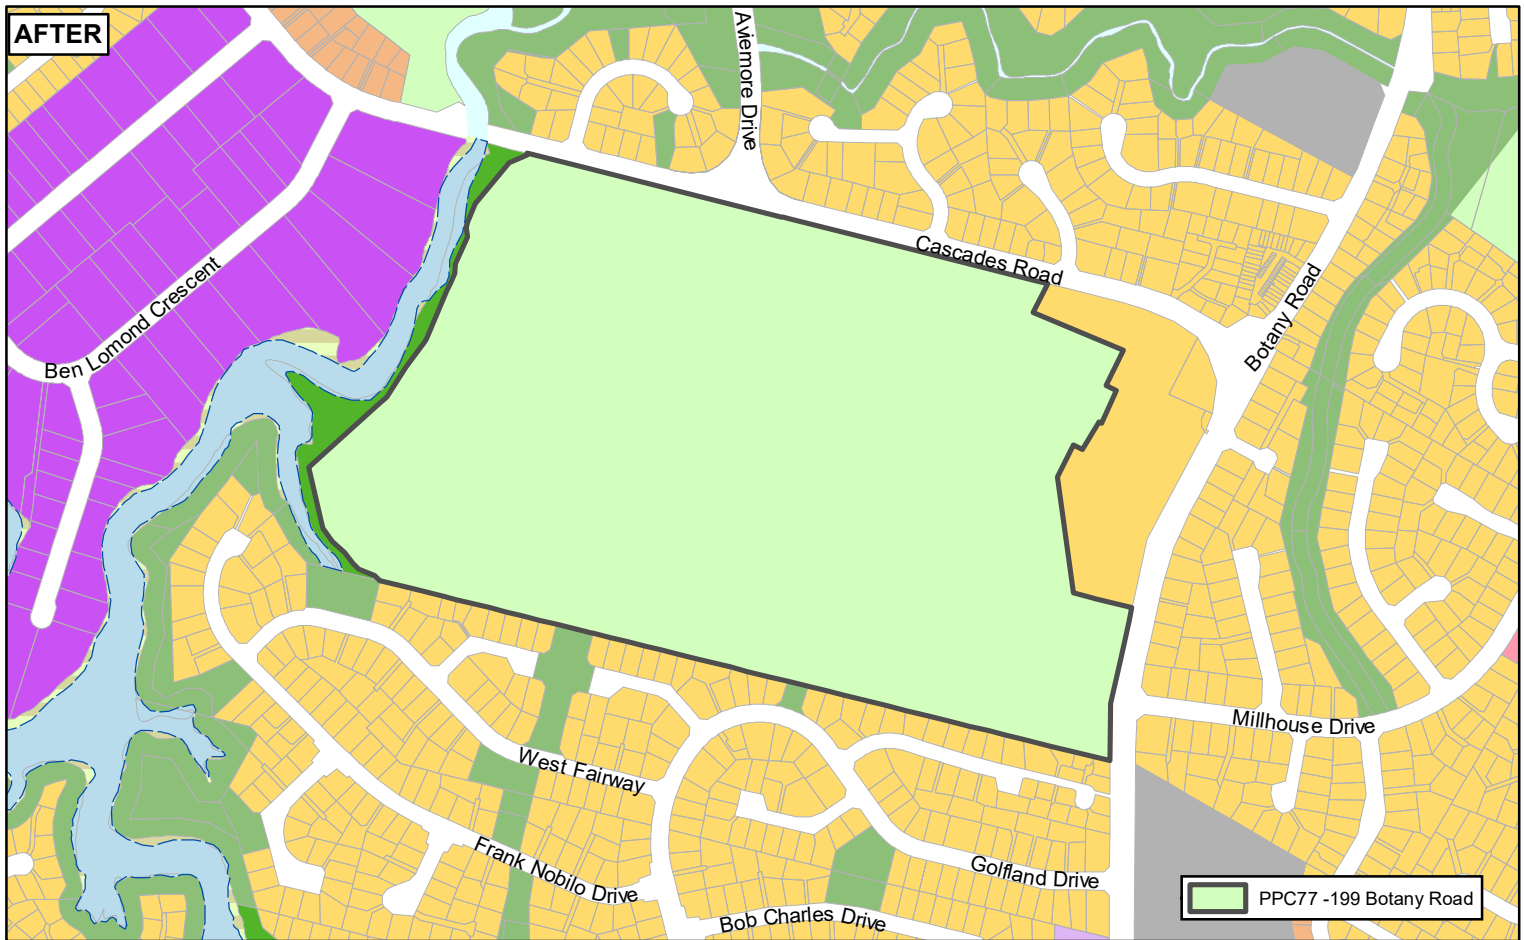 AFTER
Aviemore Drive
Cascades Road
Botany Road
Ben Lomond Crescent
Millhouse Drive
West Fairway
Frank Nobilo Drive
Golfland Drive
Bob Charles Drive
PPC77 -199 Botany Road